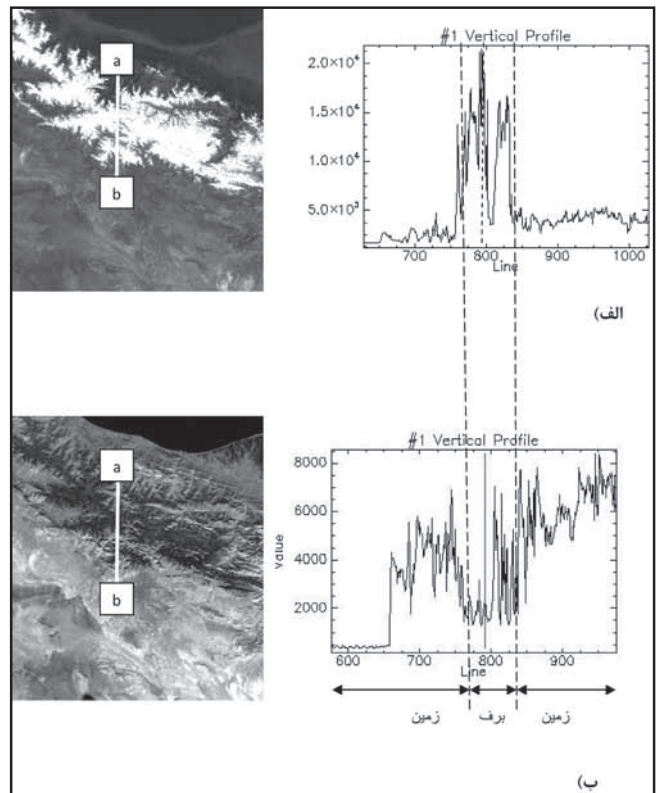 a
b
#1 Vertical Profile
2.0×10⁴
1.5×10⁴
1.0×10⁴
5.0×10³
700 800 900 1000
Line
الف)
a
b
#1 Vertical Profile
8000
6000
4000
2000
Value
600 700 800 900
Line
زمین برف زمین
ب)